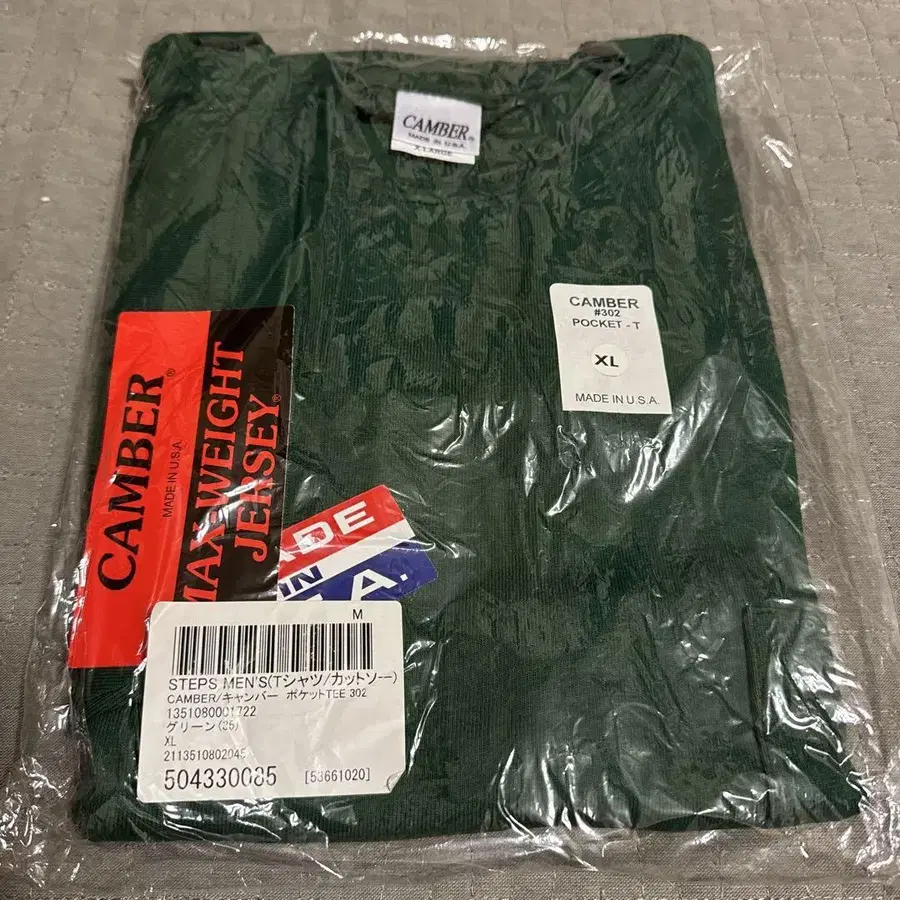 CAMBER®
MADE IN U.S.A.
X-LARGE
CAMBER
#302
POCKET - T
XL
MADE IN U.S.A.
CAMBER®
MADE IN U.S.A.
MAX-WEIGHT
JERSEY®
ADE
IN
.A.
M
STEPS MEN'S(Tシャツ/カットソー)
CAMBER/キャンバー ポケットTEE 302
1351080001722
グリーン(35)
XL
2113510802045
504330085 [53661020]